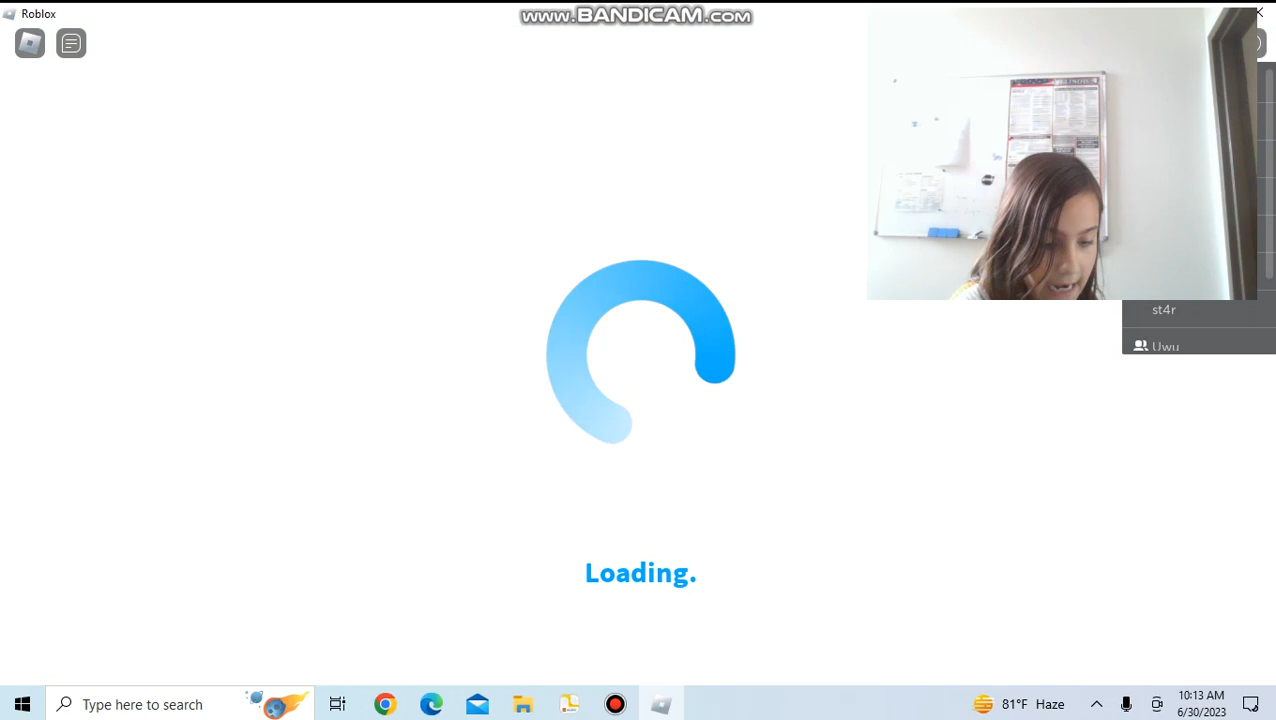 Roblox
www.BANDICAM.com
st4r
Uwu
Loading.
Type here to search
81°F Haze
10:13 AM
6/30/2023